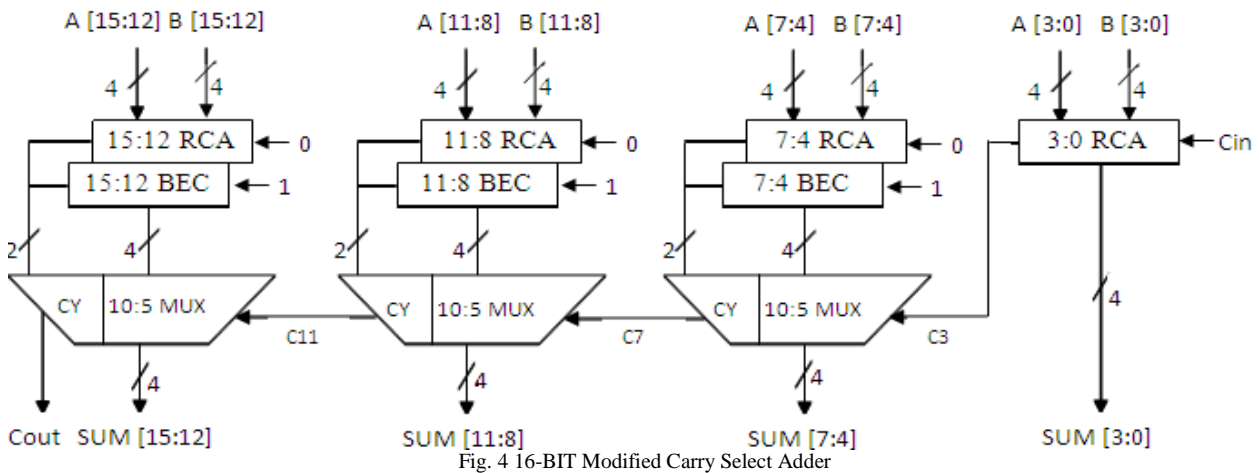 A [15:12] B [15:12] A [11:8] B [11:8] A [7:4] B [7:4] A [3:0] B [3:0]
4 4 4 4 4 4 4 4
15:12 RCA 0 11:8 RCA 0 7:4 RCA 0 3:0 RCA Cin
15:12 BEC 1 11:8 BEC 1 7:4 BEC 1
2 4 2 4 2 4 4
CY 10:5 MUX CY 10:5 MUX CY 10:5 MUX
C11 C7 C3
4 4 4
Cout SUM [15:12] SUM [11:8] SUM [7:4] SUM [3:0]
Fig. 4 16-BIT Modified Carry Select Adder